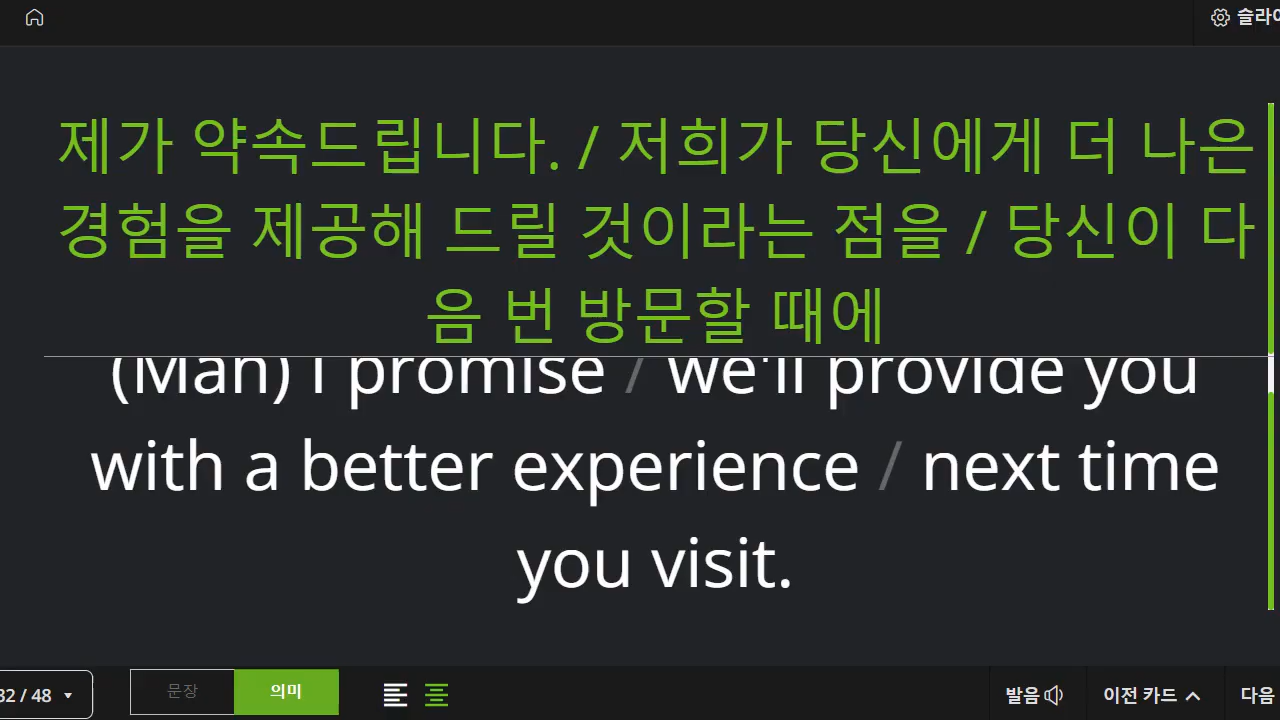 슬라이
제가 약속드립니다. / 저희가 당신에게 더 나은
경험을 제공해 드릴 것이라는 점을 / 당신이 다
음 번 방문할 때에
(Man) I promise / we'll provide you
with a better experience / next time
you visit.
32 / 48
문장
의미
발음
이전 카드
다음